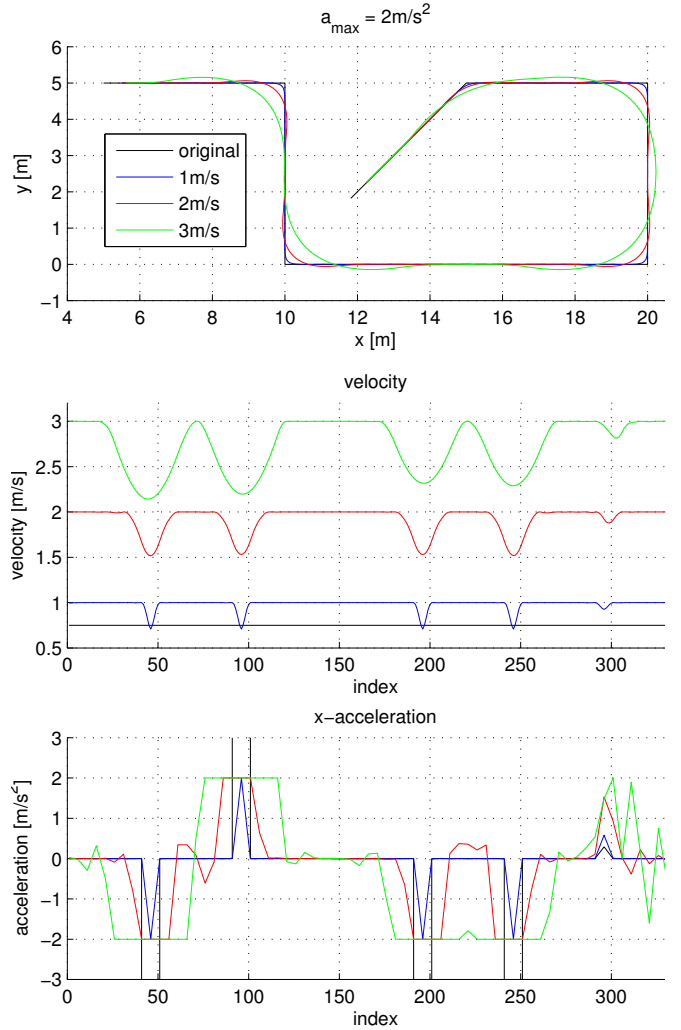 a_max = 2m/s²
6
5
4
3
2
1
0
−1
y [m]
original
1m/s
2m/s
3m/s
4 6 8 10 12 14 16 18 20
x [m]
velocity
3
2.5
2
1.5
1
0.5
velocity [m/s]
0 50 100 150 200 250 300
index
x−acceleration
3
2
1
0
−1
−2
−3
acceleration [m/s²]
0 50 100 150 200 250 300
index